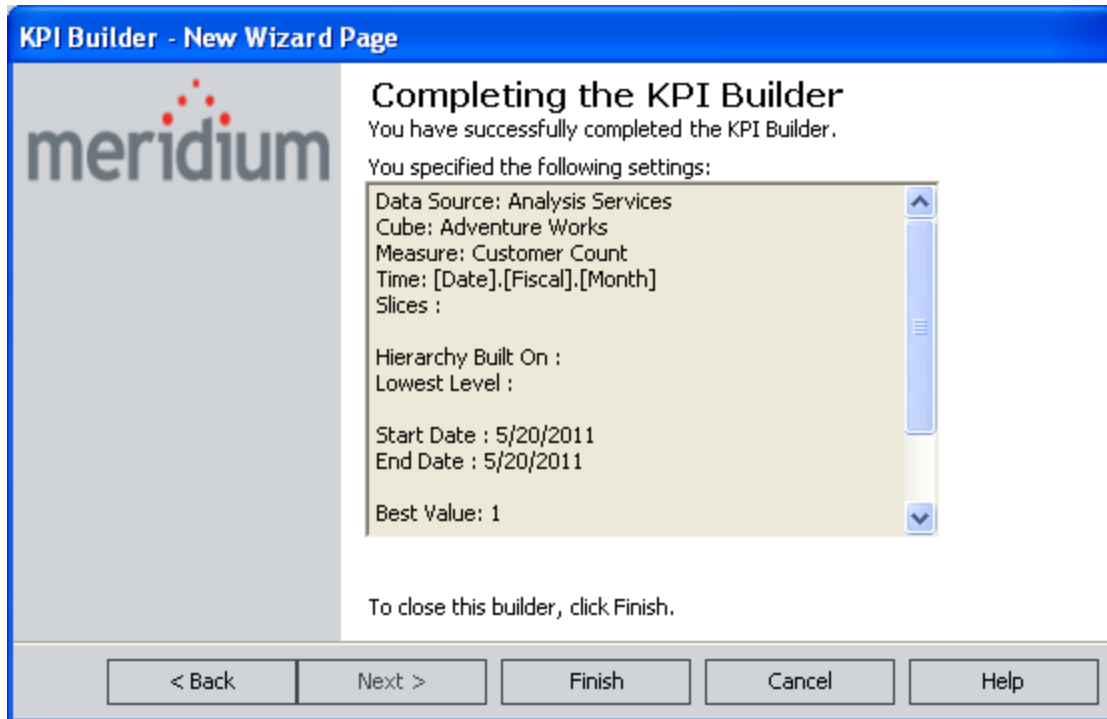 KPI Builder - New Wizard Page
meridium
Completing the KPI Builder
You have successfully completed the KPI Builder.
You specified the following settings:
Data Source: Analysis Services
Cube: Adventure Works
Measure: Customer Count
Time: [Date].[Fiscal].[Month]
Slices :
Hierarchy Built On :
Lowest Level :
Start Date : 5/20/2011
End Date : 5/20/2011
Best Value: 1
To close this builder, click Finish.
< Back
Next >
Finish
Cancel
Help